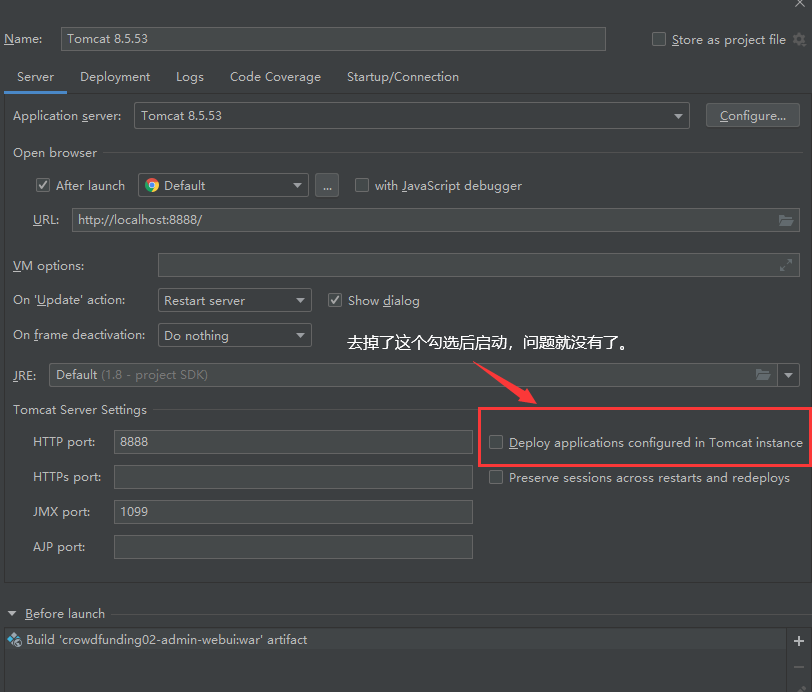 Name: Tomcat 8.5.53 Store as project file
Server Deployment Logs Code Coverage Startup/Connection
Application server: Tomcat 8.5.53 Configure...
Open browser
After launch Default ... with JavaScript debugger
URL: http://localhost:8888/
VM options:
On 'Update' action: Restart server Show dialog
On frame deactivation: Do nothing
去掉了这个勾选后启动，问题就没有了。
JRE: Default (1.8 - project SDK)
Tomcat Server Settings
HTTP port: 8888 Deploy applications configured in Tomcat instance
HTTPs port: Preserve sessions across restarts and redeploys
JMX port: 1099
AJP port:
Before launch
Build 'crowdfunding02-admin-webui:war' artifact